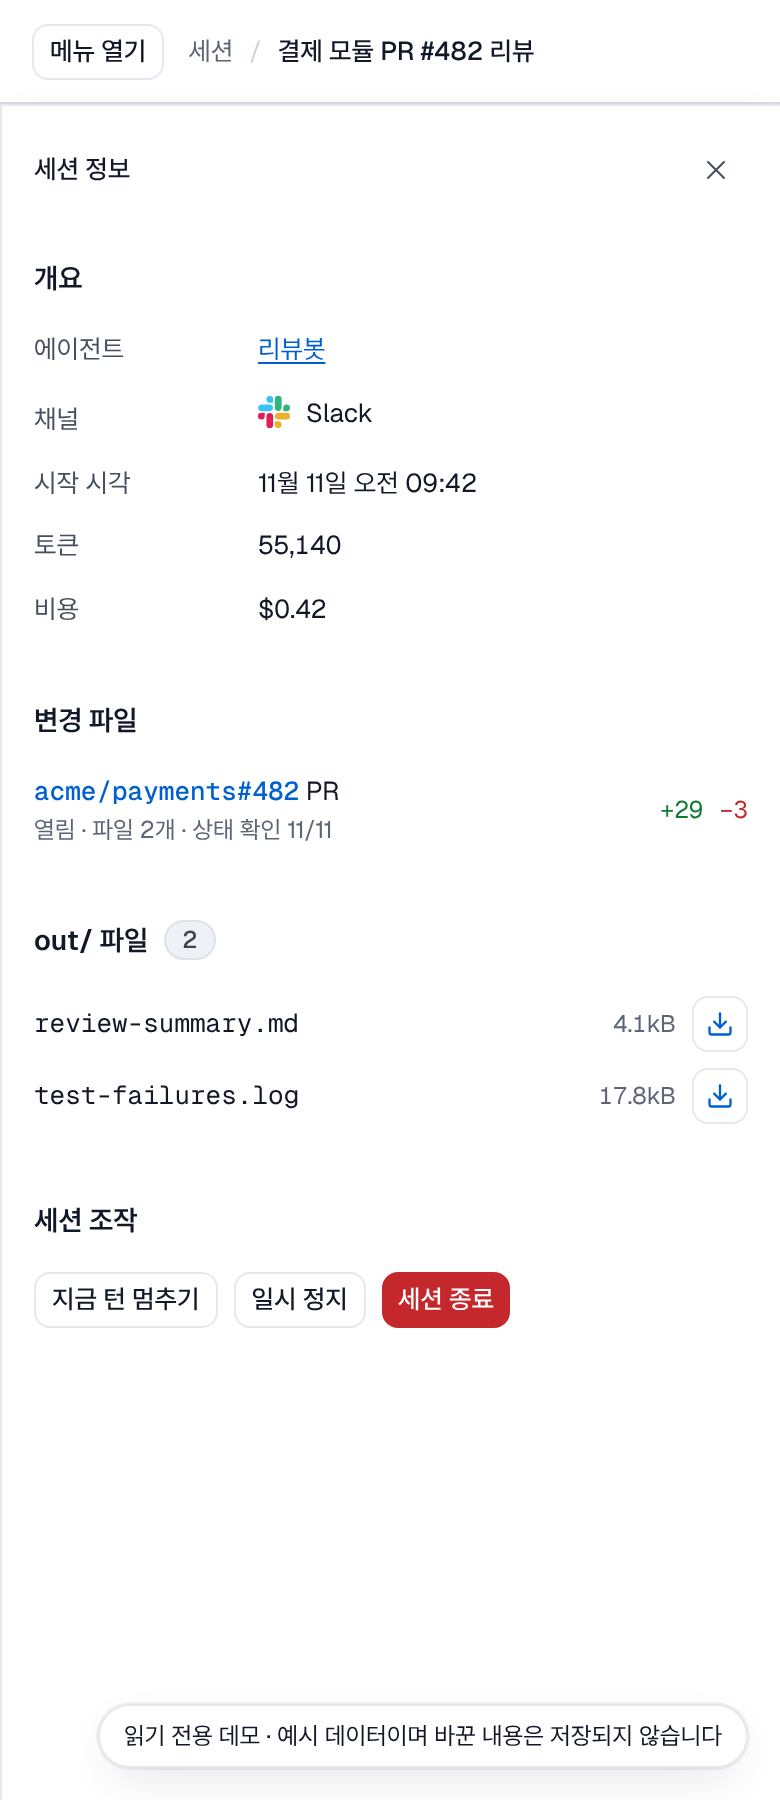 메뉴 열기 세션 / 결제 모듈 PR #482 리뷰
세션 정보
개요
에이전트 리뷰봇
채널 Slack
시작 시각 11월 11일 오전 09:42
토큰 55,140
비용 $0.42
변경 파일
acme/payments#482 PR
열림 · 파일 2개 · 상태 확인 11/11
+29 −3
out/ 파일 2
review-summary.md 4.1kB
test-failures.log 17.8kB
세션 조작
지금 턴 멈추기 일시 정지 세션 종료
읽기 전용 데모 · 예시 데이터이며 바꾼 내용은 저장되지 않습니다